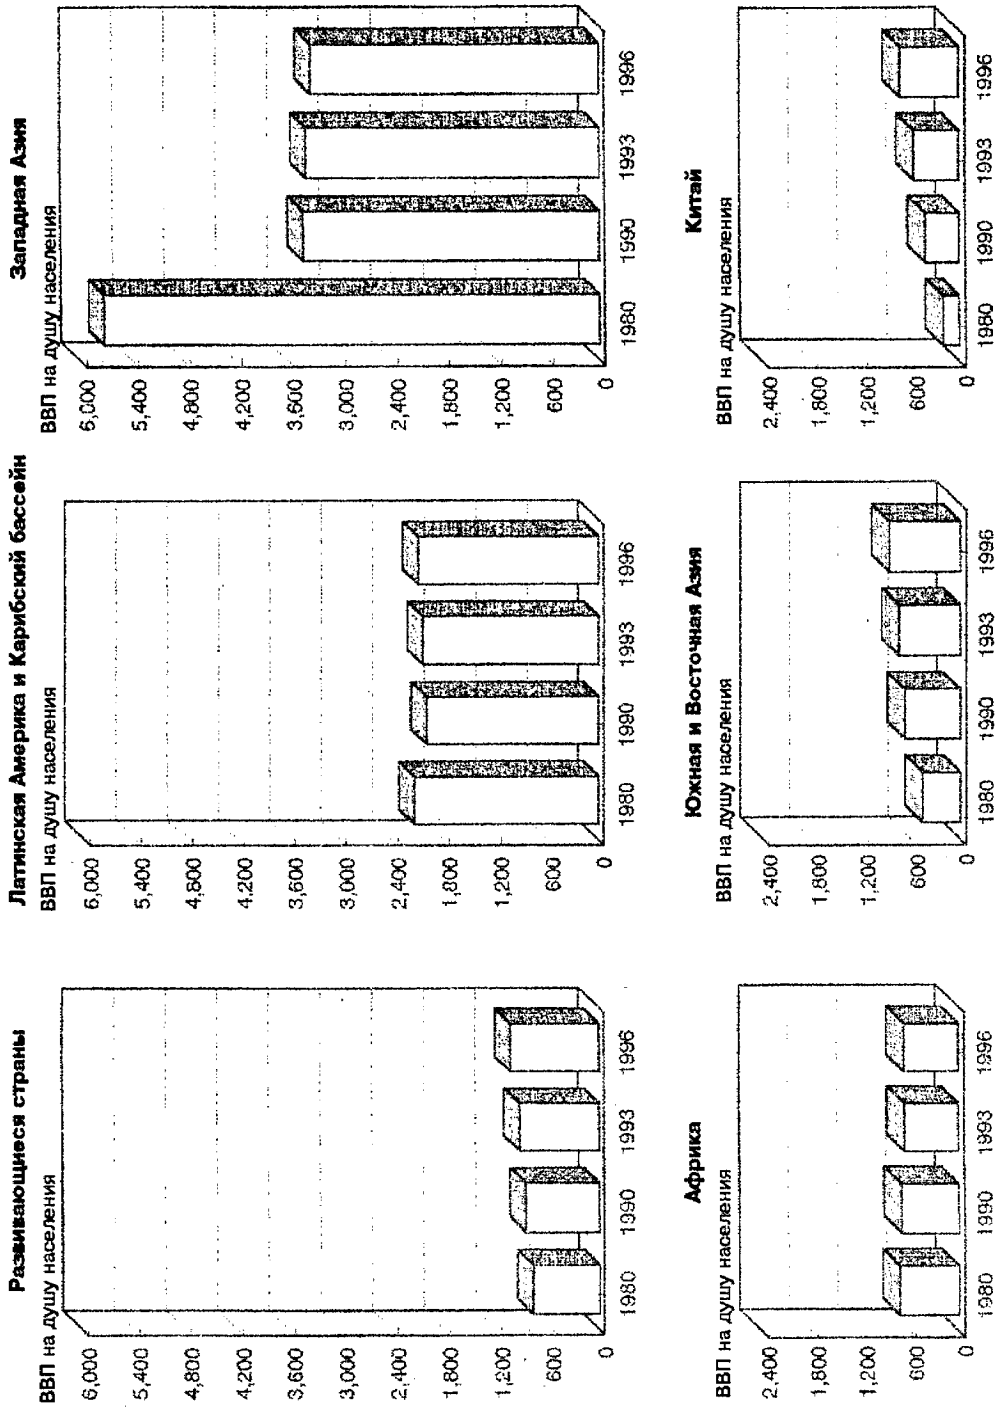 Развивающиеся страны
ВВП на душу населения
6,000
5,400
4,800
4,200
3,600
3,000
2,400
1,800
1,200
600
0
1980 1990 1993 1996
Латинская Америка и Карибский бассейн
ВВП на душу населения
6,000
5,400
4,800
4,200
3,600
3,000
2,400
1,800
1,200
600
0
1980 1990 1993 1996
Западная Азия
ВВП на душу населения
6,000
5,400
4,800
4,200
3,600
3,000
2,400
1,800
1,200
600
0
1980 1990 1993 1996
Африка
ВВП на душу населения
2,400
1,800
1,200
600
0
1980 1990 1993 1996
Южная и Восточная Азия
ВВП на душу населения
2,400
1,800
1,200
600
0
1980 1990 1993 1996
Китай
ВВП на душу населения
2,400
1,800
1,200
600
0
1980 1990 1993 1996